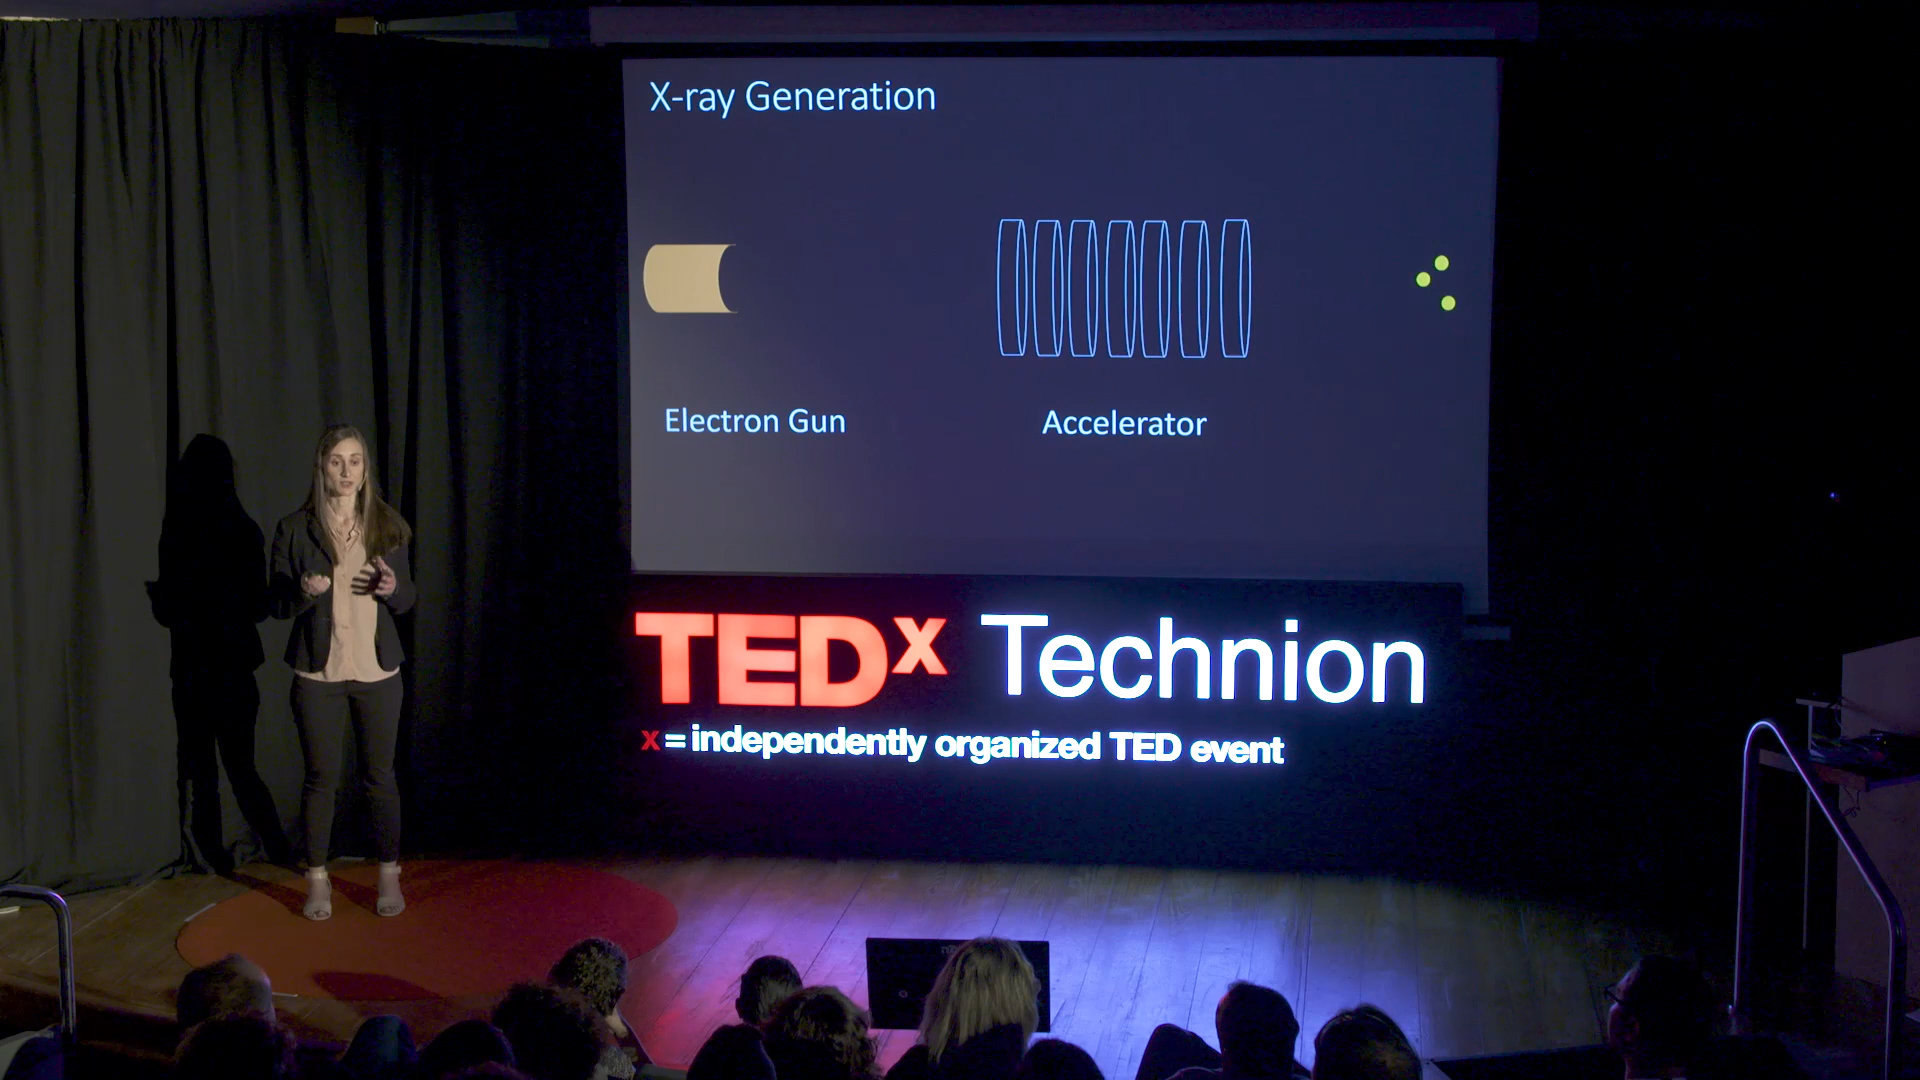 X-ray Generation
Electron Gun
Accelerator
TEDx Technion
x = independently organized TED event